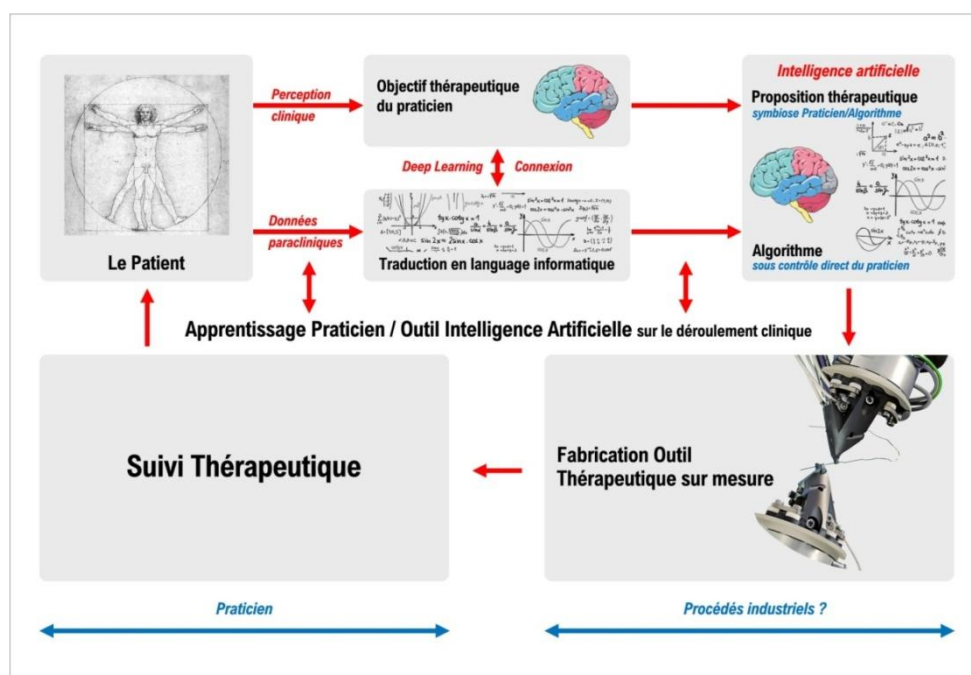 Perception
clinique
Objectif thérapeutique
du praticien
Intelligence artificielle
Proposition thérapeutique
symbiose Praticien/Algorithme
Deep Learning
Connexion
Le Patient
Données
paracliniques
Traduction en language informatique
Algorithme
sous contrôle direct du praticien
Apprentissage Praticien / Outil Intelligence Artificielle sur le déroulement clinique
Suivi Thérapeutique
Fabrication Outil
Thérapeutique sur mesure
Praticien
Procédés industriels ?